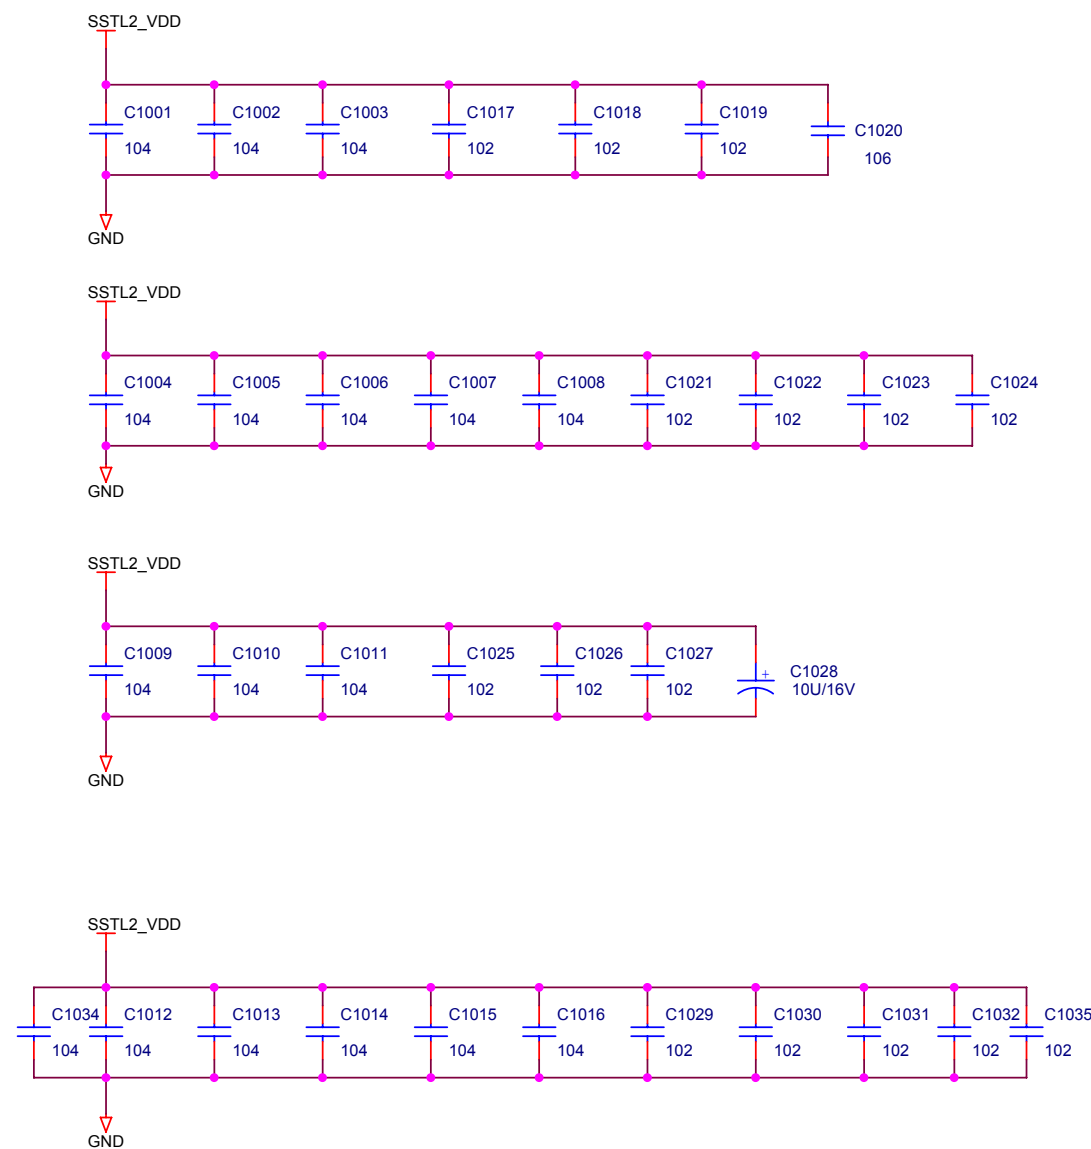 SSTL2_VDD
C1001 C1002 C1003 C1017 C1018 C1019 C1020
104 104 104 102 102 102 106
GND
SSTL2_VDD
C1004 C1005 C1006 C1007 C1008 C1021 C1022 C1023 C1024
104 104 104 104 104 102 102 102 102
GND
SSTL2_VDD
C1009 C1010 C1011 C1025 C1026 C1027 + C1028
104 104 104 102 102 102 10U/16V
GND
SSTL2_VDD
C1034 C1012 C1013 C1014 C1015 C1016 C1029 C1030 C1031 C1032 C1035
104 104 104 104 104 104 102 102 102 102 102
GND